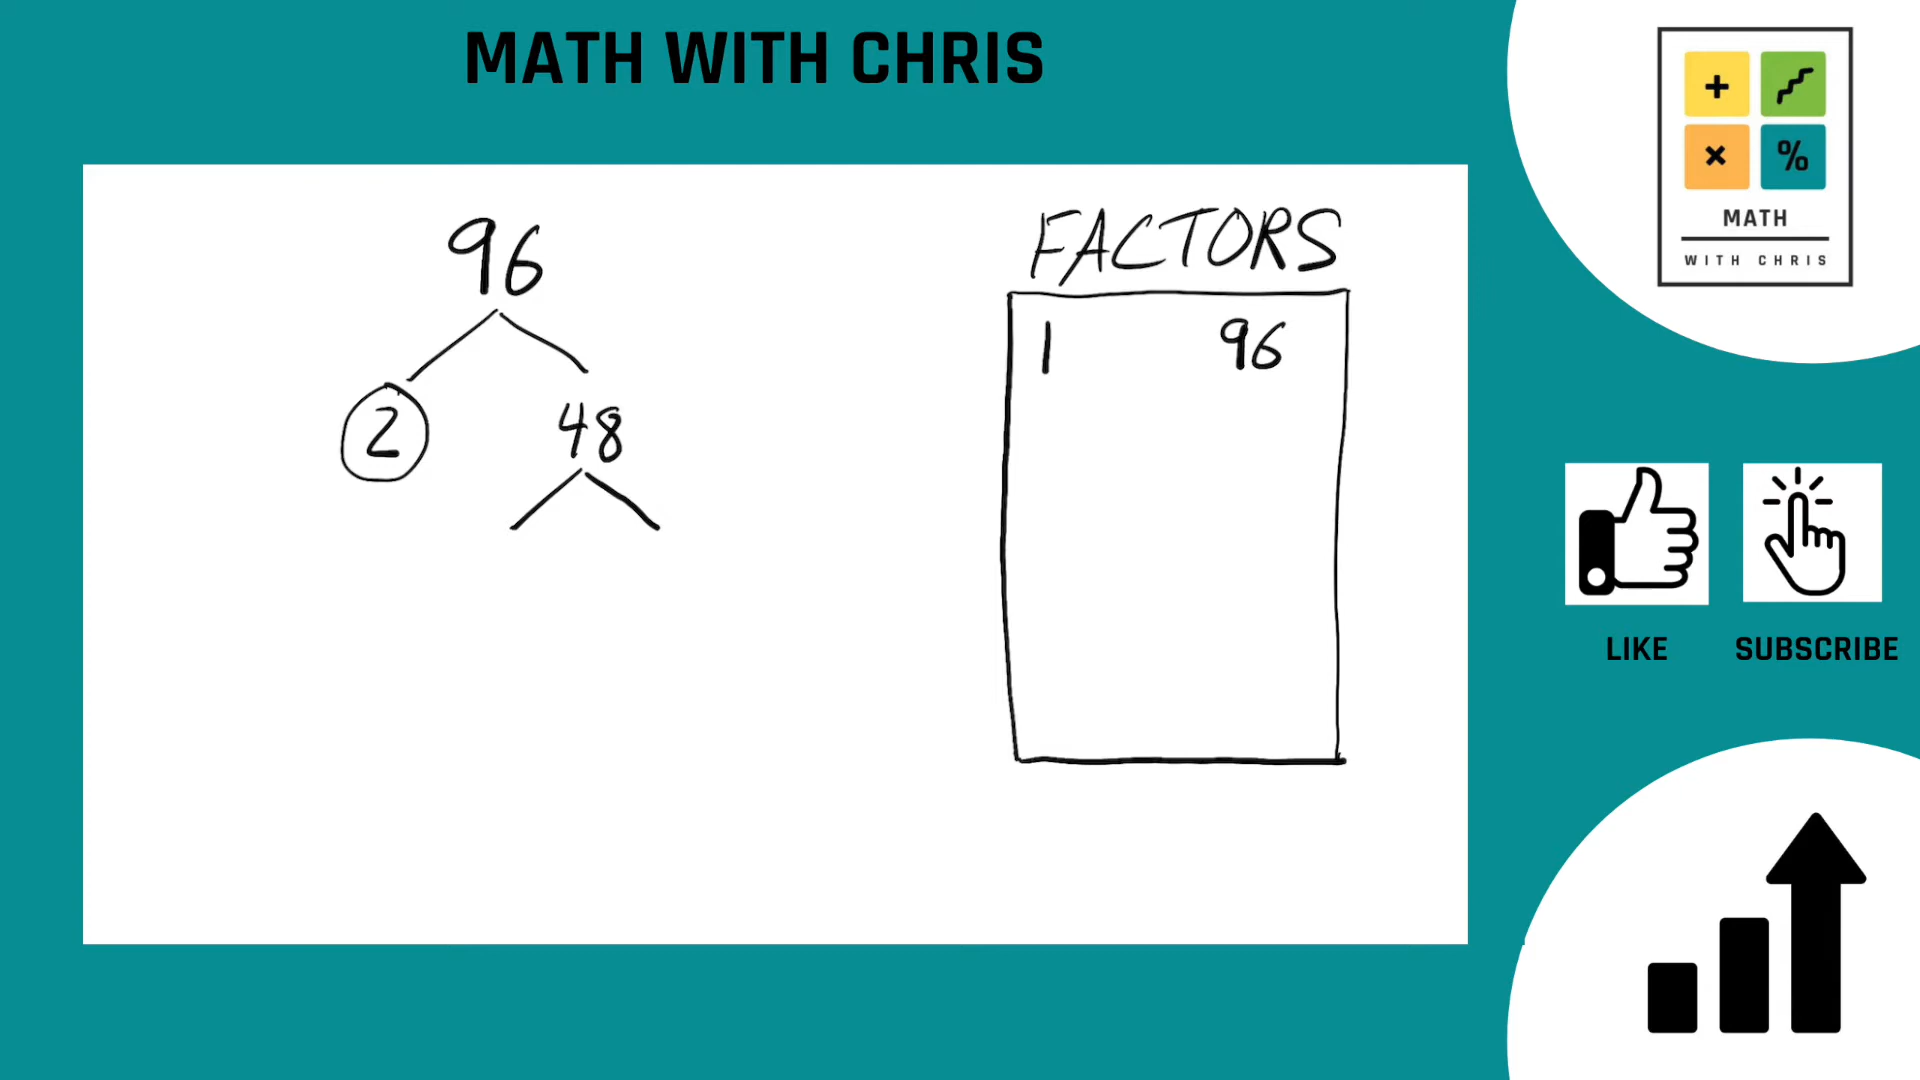 MATH WITH CHRIS
96
2 48
FACTORS
1 96
+
×
%
MATH
WITH CHRIS
LIKE
SUBSCRIBE